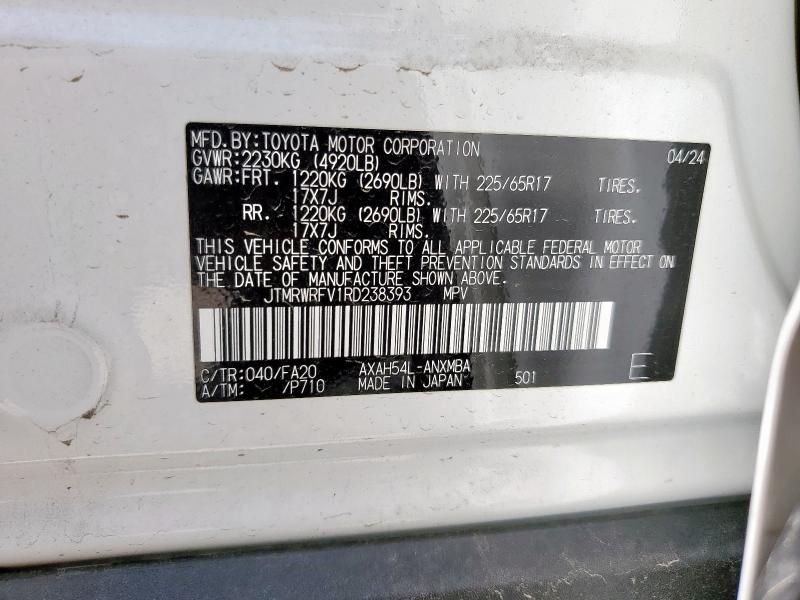 MFD.BY:TOYOTA MOTOR CORPORATION 04/24
GVWR:2230KG (4920LB)
GAWR:FRT. 1220KG (2690LB) WITH 225/65R17 TIRES.
17X7J RIMS.
RR. 1220KG (2690LB) WITH 225/65R17 TIRES.
17X7J RIMS.
THIS VEHICLE CONFORMS TO ALL APPLICABLE FEDERAL MOTOR
VEHICLE SAFETY AND THEFT PREVENTION STANDARDS IN EFFECT ON
THE DATE OF MANUFACTURE SHOWN ABOVE.
JTMRWRFV1RD238393 MPV
C/TR:040/FA20 AXAH54L-ANXMBA E
A/TM: /P710 MADE IN JAPAN 501